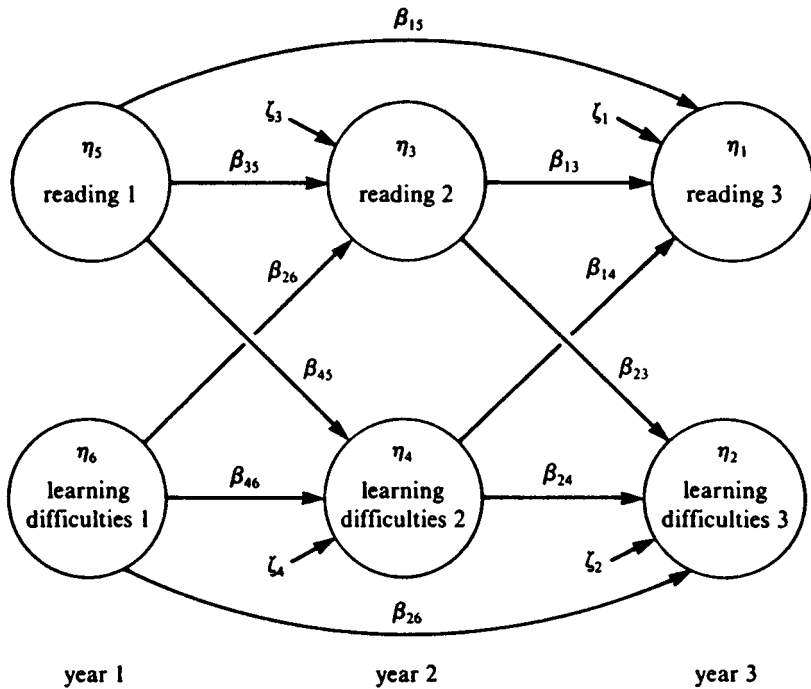 β₁₅
ζ₃
ζ₁
η₅
η₃
η₁
β₃₅
β₁₃
reading 1
reading 2
reading 3
β₂₆
β₁₄
β₄₅
β₂₃
η₆
η₄
η₂
β₄₆
β₂₄
learning
difficulties 1
learning
difficulties 2
learning
difficulties 3
ζ₄
ζ₂
β₂₆
year 1
year 2
year 3